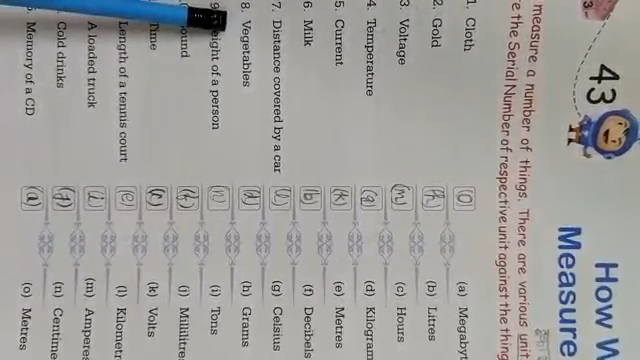 43
How W
Measure
measure a number of things. There are various unit
re the Serial Number of respective unit against the thing
1. Cloth (o) (a) Megabyt
2. Gold (h) (b) Litres
3. Voltage (c) Hours
4. Temperature (g) (d) Kilogram
5. Current (e) Metres
6. Milk (b) (f) Decibels
7. Distance covered by a car (l) (g) Celsius
8. Vegetables (d) (h) Grams
9. eight of a person (n) (i) Tons
ound (f) (j) Millilitre
Time (c) (k) Volts
Length of a tennis court (e) (l) Kilometr
A loaded truck (i) (m) Amperes
Cold drinks (n) Centime
Memory of a CD (a) (o) Metres